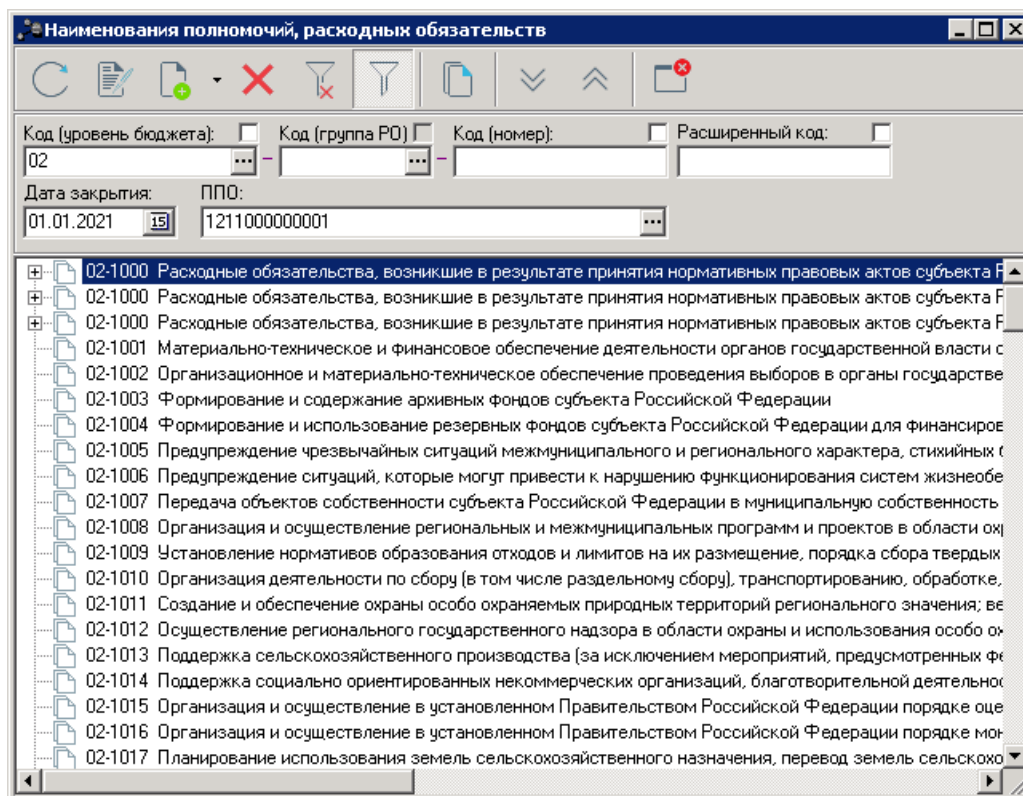 Наименования полномочий, расходных обязательств
Код (уровень бюджета): Код (группа РО) Код (номер): Расширенный код:
02 - -
Дата закрытия: ППО:
01.01.2021 15 1211000000001
02-1000 Расходные обязательства, возникшие в результате принятия нормативных правовых актов субъекта
02-1000 Расходные обязательства, возникшие в результате принятия нормативных правовых актов субъекта
02-1000 Расходные обязательства, возникшие в результате принятия нормативных правовых актов субъекта
02-1001 Материально-техническое и финансовое обеспечение деятельности органов государственной власти с
02-1002 Организационное и материально-техническое обеспечение проведения выборов в органы государстве
02-1003 Формирование и содержание архивных фондов субъекта Российской Федерации
02-1004 Формирование и использование резервных фондов субъекта Российской Федерации для финансиров
02-1005 Предупреждение чрезвычайных ситуаций межмуниципального и регионального характера, стихийных
02-1006 Предупреждение ситуаций, которые могут привести к нарушению функционирования систем жизнеобе
02-1007 Передача объектов собственности субъекта Российской Федерации в муниципальную собственность
02-1008 Организация и осуществление региональных и межмуниципальных программ и проектов в области ох
02-1009 Установление нормативов образования отходов и лимитов на их размещение, порядка сбора твердых
02-1010 Организация деятельности по сбору (в том числе раздельному сбору), транспортированию, обработке,
02-1011 Создание и обеспечение охраны особо охраняемых природных территорий регионального значения; ве
02-1012 Осуществление регионального государственного надзора в области охраны и использования особо ох
02-1013 Поддержка сельскохозяйственного производства (за исключением мероприятий, предусмотренных фе
02-1014 Поддержка социально ориентированных некоммерческих организаций, благотворительной деятельнос
02-1015 Организация и осуществление в установленном Правительством Российской Федерации порядке оце
02-1016 Организация и осуществление в установленном Правительством Российской Федерации порядке мон
02-1017 Планирование использования земель сельскохозяйственного назначения, перевод земель сельскохо